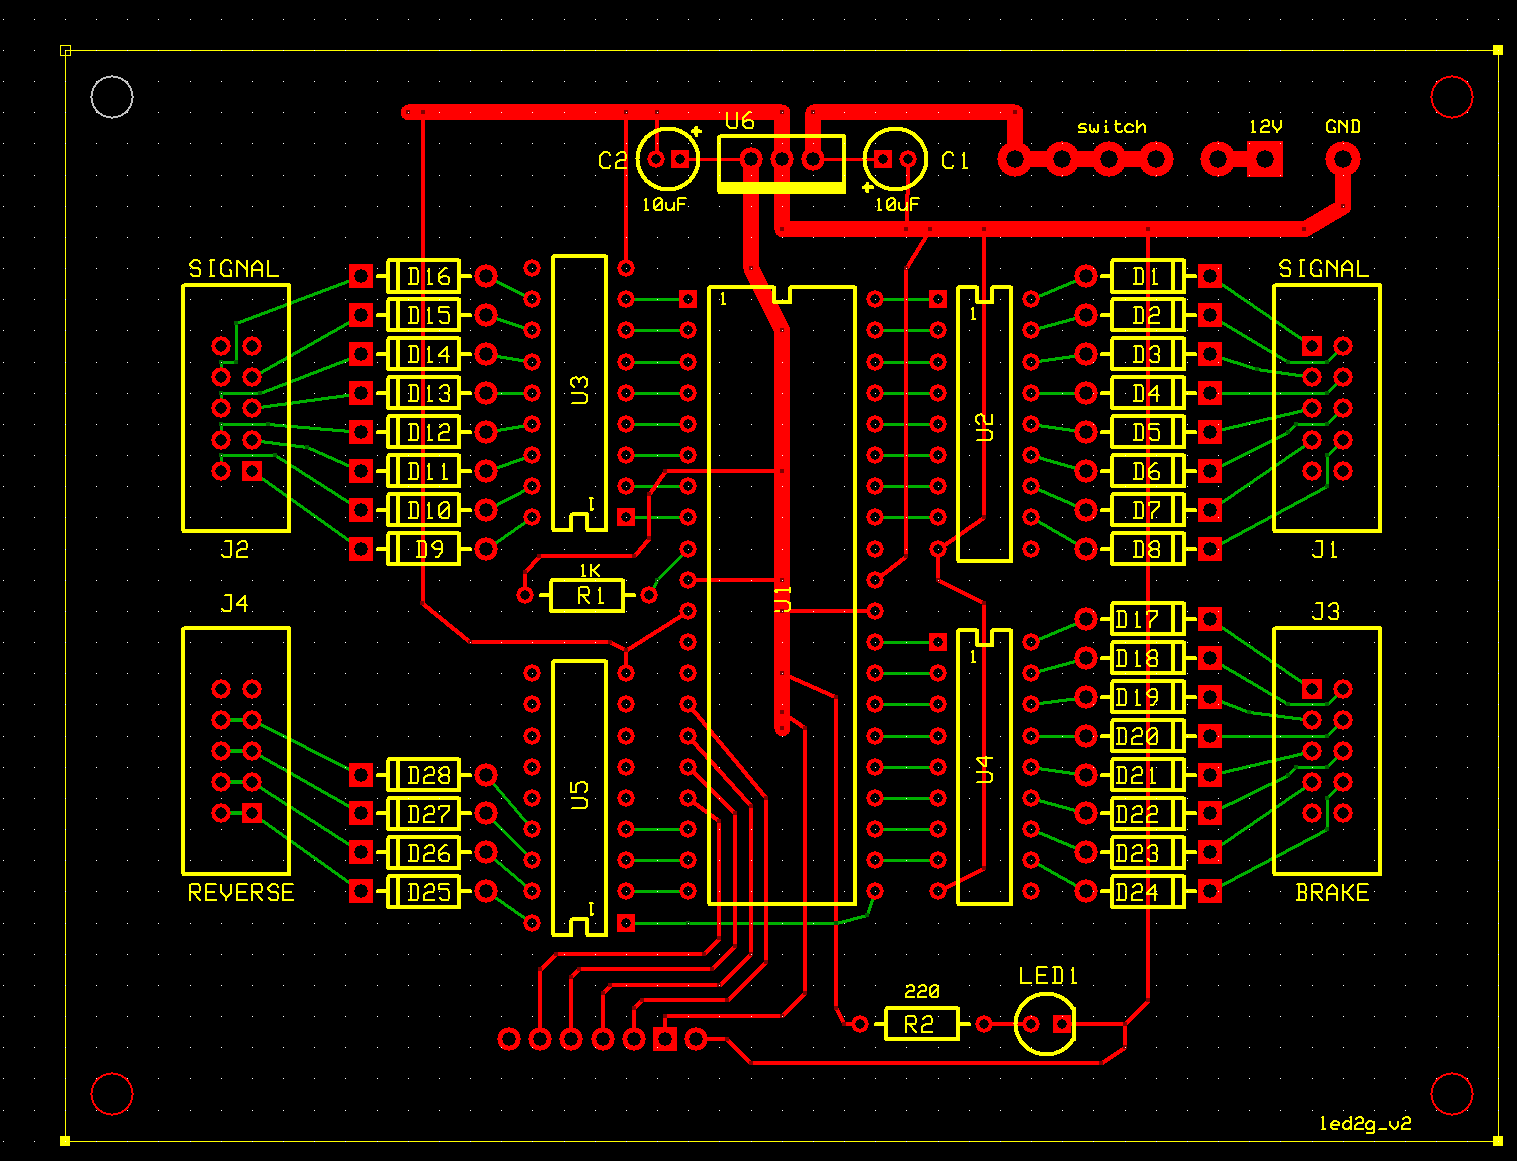 U6
switch
12V
GND
C2
C1
10uF
10uF
SIGNAL
D16
D15
D14
D13
D12
D11
D10
D9
J2
U3
1
1
U1
1
U2
D1
D2
D3
D4
D5
D6
D7
D8
SIGNAL
J1
1K
R1
J4
REVERSE
D28
D27
D26
D25
U5
1
1
U4
D17
D18
D19
D20
D21
D22
D23
D24
J3
BRAKE
220
R2
LED1
led2g_v2